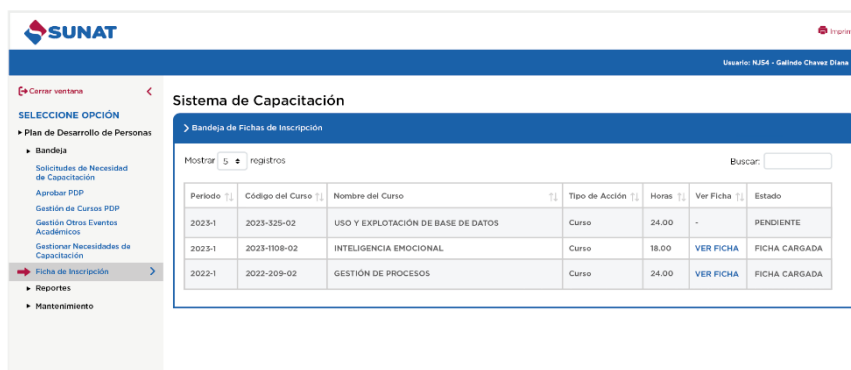 SUNAT
Imprim
Usuario: NJ54 - Galindo Chavez Diana
Cerrar ventana
SELECCIONE OPCIÓN
Plan de Desarrollo de Personas
Bandeja
Solicitudes de Necesidad
de Capacitación
Aprobar PDP
Gestión de Cursos PDP
Gestión Otros Eventos
Académicos
Gestionar Necesidades de
Capacitación
Ficha de Inscripción
Reportes
Mantenimiento
Sistema de Capacitación
Bandeja de Fichas de Inscripción
Mostrar 5 registros
Buscar:
Periodo Código del Curso Nombre del Curso Tipo de Acción Horas Ver Ficha Estado
2023-1 2023-325-02 USO Y EXPLOTACIÓN DE BASE DE DATOS Curso 24.00 - PENDIENTE
2023-1 2023-1108-02 INTELIGENCIA EMOCIONAL Curso 18.00 VER FICHA FICHA CARGADA
2022-1 2022-209-02 GESTIÓN DE PROCESOS Curso 24.00 VER FICHA FICHA CARGADA